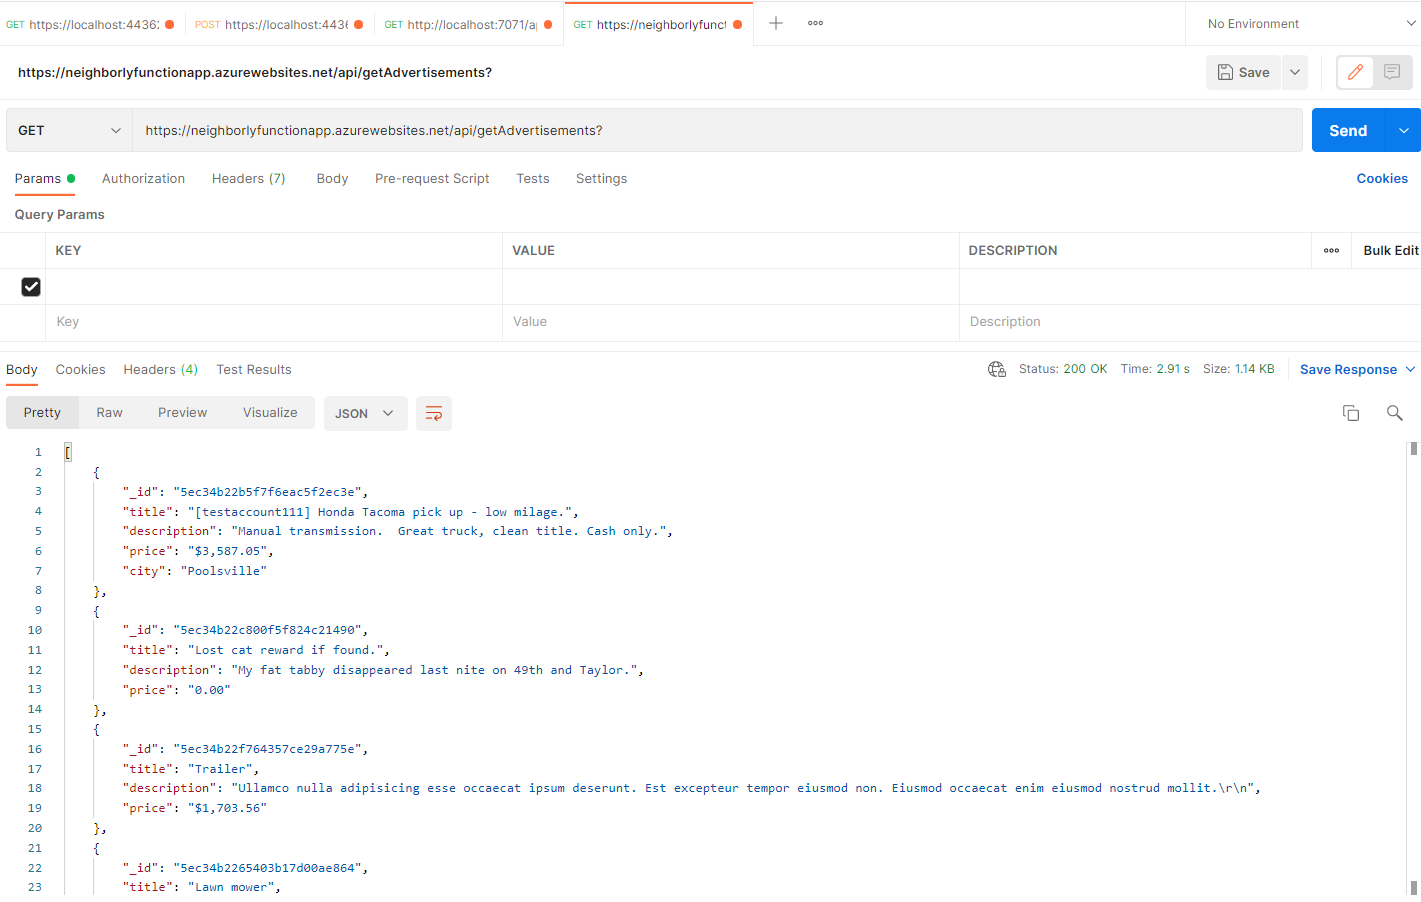 GET https://localhost:44362 POST https://localhost:443 GET http://localhost:7071/a GET https://neighborlyfunct No Environment
https://neighborlyfunctionapp.azurewebsites.net/api/getAdvertisements? Save
GET https://neighborlyfunctionapp.azurewebsites.net/api/getAdvertisements? Send
Params Authorization Headers (7) Body Pre-request Script Tests Settings Cookies
Query Params
KEY VALUE DESCRIPTION Bulk Edit
Key Value Description
Body Cookies Headers (4) Test Results Status: 200 OK Time: 2.91 s Size: 1.14 KB Save Response
Pretty Raw Preview Visualize JSON
1 [
2 {
3 "_id": "5ec34b22b5f7f6eac5f2ec3e",
4 "title": "[testaccount111] Honda Tacoma pick up - low milage.",
5 "description": "Manual transmission.  Great truck, clean title. Cash only.",
6 "price": "$3,587.05",
7 "city": "Poolsville"
8 },
9 {
10 "_id": "5ec34b22c800f5f824c21490",
11 "title": "Lost cat reward if found.",
12 "description": "My fat tabby disappeared last nite on 49th and Taylor.",
13 "price": "0.00"
14 },
15 {
16 "_id": "5ec34b22f764357ce29a775e",
17 "title": "Trailer",
18 "description": "Ullamco nulla adipisicing esse occaecat ipsum deserunt. Est excepteur tempor eiusmod non. Eiusmod occaecat enim eiusmod nostrud mollit.\r\n",
19 "price": "$1,703.56"
20 },
21 {
22 "_id": "5ec34b2265403b17d00ae864",
23 "title": "Lawn mower",